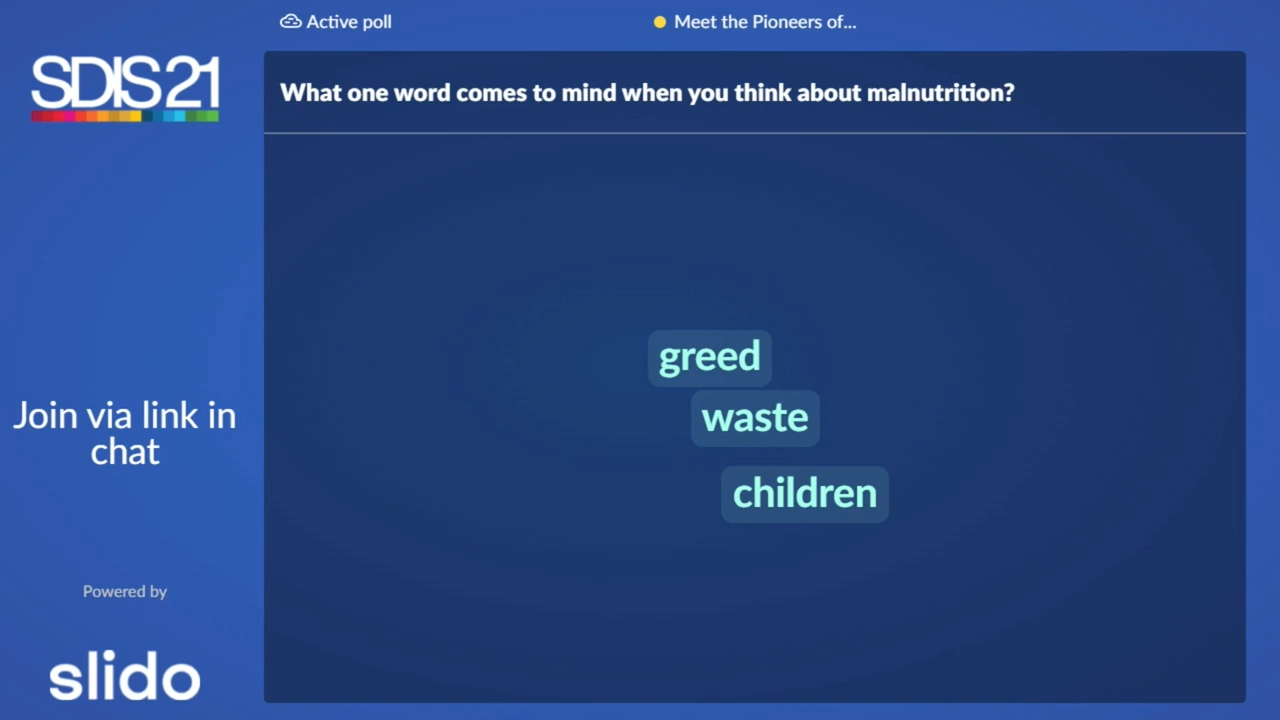 Active poll
Meet the Pioneers of...
SDIS21
What one word comes to mind when you think about malnutrition?
greed
waste
children
Join via link in
chat
Powered by
slido